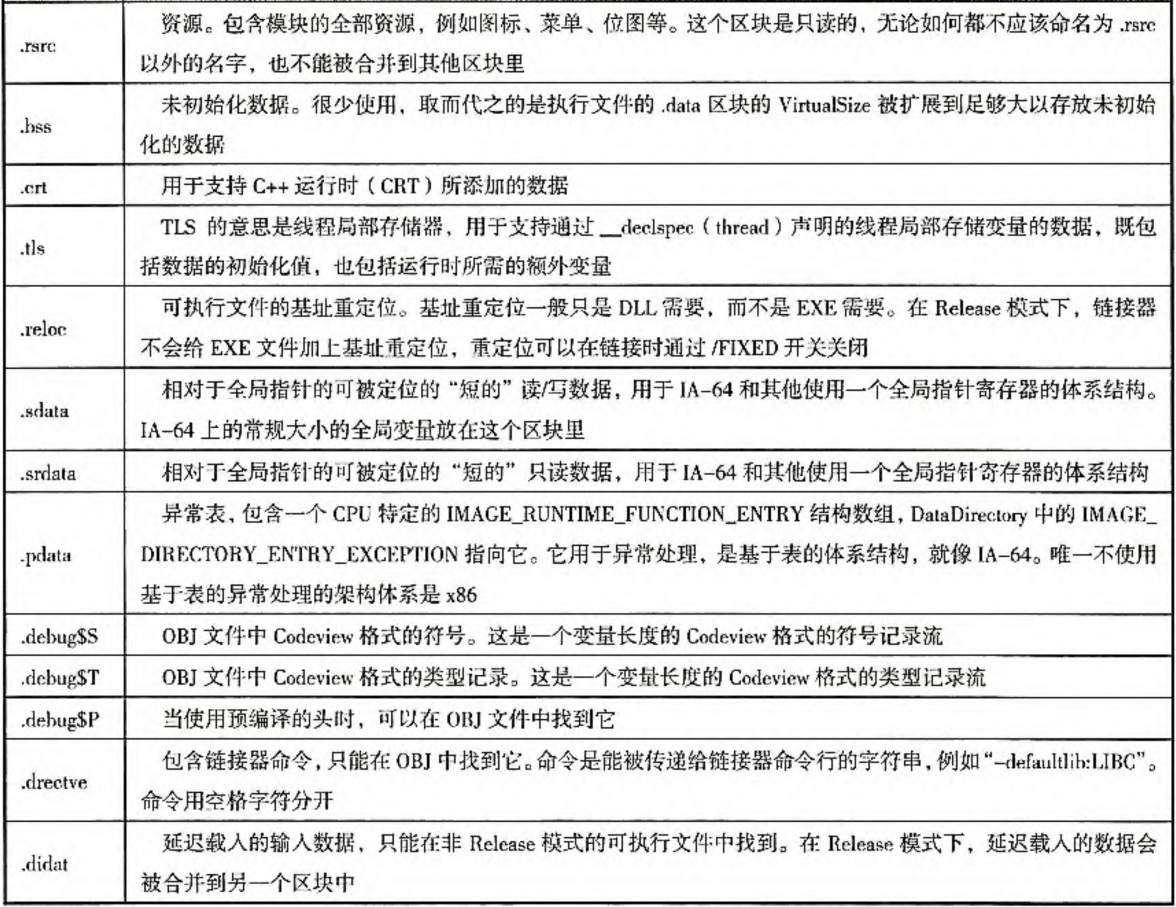 .rsrc
资源。包含模块的全部资源，例如图标、菜单、位图等。这个区块是只读的，无论如何都不应该命名为 .rsrc
以外的名字，也不能被合并到其他区块里
.bss
未初始化数据。很少使用，取而代之的是执行文件的 .data 区块的 VirtualSize 被扩展到足够大以存放未初始
化的数据
.crt
用于支持 C++ 运行时（CRT）所添加的数据
.tls
TLS 的意思是线程局部存储器，用于支持通过 __declspec（thread）声明的线程局部存储变量的数据，既包
括数据的初始化值，也包括运行时所需的额外变量
.reloc
可执行文件的基址重定位。基址重定位一般只是 DLL 需要，而不是 EXE 需要。在 Release 模式下，链接器
不会给 EXE 文件加上基址重定位，重定位可以在链接时通过 /FIXED 开关关闭
.sdata
相对于全局指针的可被定位的“短的”读/写数据，用于 IA-64 和其他使用一个全局指针寄存器的体系结构。
IA-64 上的常规大小的全局变量放在这个区块里
.srdata
相对于全局指针的可被定位的“短的”只读数据，用于 IA-64 和其他使用一个全局指针寄存器的体系结构
.pdata
异常表，包含一个 CPU 特定的 IMAGE_RUNTIME_FUNCTION_ENTRY 结构数组，DataDirectory 中的 IMAGE_
DIRECTORY_ENTRY_EXCEPTION 指向它。它用于异常处理，是基于表的体系结构，就像 IA-64。唯一不使用
基于表的异常处理的架构体系是 x86
.debug$S
OBJ 文件中 Codeview 格式的符号。这是一个变量长度的 Codeview 格式的符号记录流
.debug$T
OBJ 文件中 Codeview 格式的类型记录。这是一个变量长度的 Codeview 格式的类型记录流
.debug$P
当使用预编译的头时，可以在 OBJ 文件中找到它
.drectve
包含链接器命令，只能在 OBJ 中找到它。命令是能被传递给链接器命令行的字符串，例如“-defaultlib:LIBC”。
命令用空格字符分开
.didat
延迟载入的输入数据，只能在非 Release 模式的可执行文件中找到。在 Release 模式下，延迟载入的数据会
被合并到另一个区块中